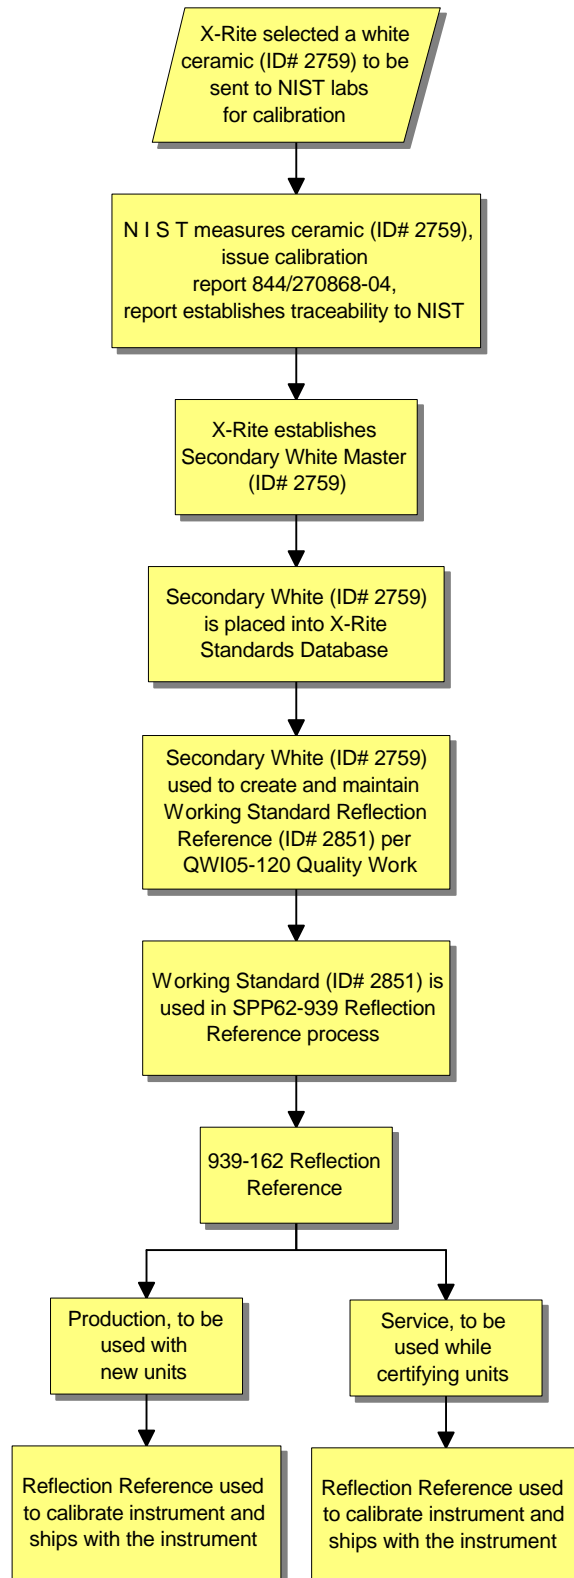 X-Rite selected a white
ceramic (ID# 2759) to be
sent to NIST labs
for calibration
N I S T measures ceramic (ID# 2759),
issue calibration
report 844/270868-04,
report establishes traceability to NIST
X-Rite establishes
Secondary White Master
(ID# 2759)
Secondary White (ID# 2759)
is placed into X-Rite
Standards Database
Secondary White (ID# 2759)
used to create and maintain
Working Standard Reflection
Reference (ID# 2851) per
QWI05-120 Quality Work
Working Standard (ID# 2851) is
used in SPP62-939 Reflection
Reference process
939-162 Reflection
Reference
Production, to be
used with
new units
Service, to be
used while
certifying units
Reflection Reference used
to calibrate instrument and
ships with the instrument
Reflection Reference used
to calibrate instrument and
ships with the instrument